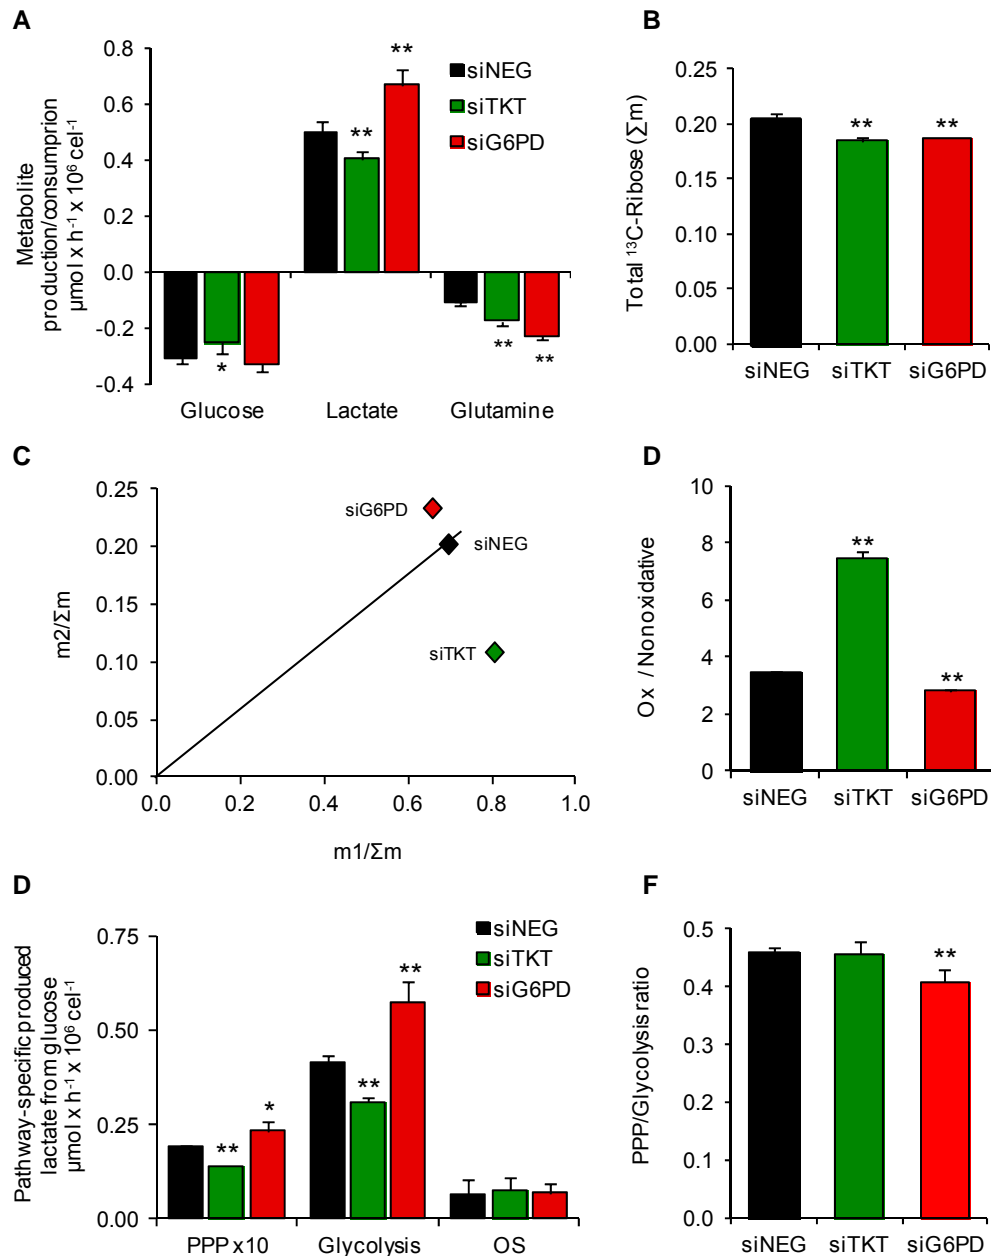 A
0.8
0.6
0.4
0.2
0.0
-0.2
-0.4
Metabolite
production/consumprion
µmol x h⁻¹ x 10⁶ cel⁻¹
siNEG
siTKT
siG6PD
**
**
*
**
**
Glucose
Lactate
Glutamine
B
0.25
0.20
0.15
0.10
0.05
0.00
Total ¹³C-Ribose (Σm)
**
**
siNEG
siTKT
siG6PD
C
0.25
0.20
0.15
0.10
0.05
0.00
m2/Σm
siG6PD
siNEG
siTKT
0.0
0.2
0.4
0.6
0.8
1.0
m1/Σm
D
10
8
6
4
2
0
Ox / Nonoxidative
**
**
siNEG
siTKT
siG6PD
D
0.75
0.50
0.25
0.00
Pathway-specific produced
lactate from glucose
µmol x h⁻¹ x 10⁶ cel⁻¹
siNEG
siTKT
siG6PD
**
*
**
**
PPP x10
Glycolysis
OS
F
0.5
0.4
0.3
0.2
0.1
0.0
PPP/Glycolysis ratio
**
siNEG
siTKT
siG6PD